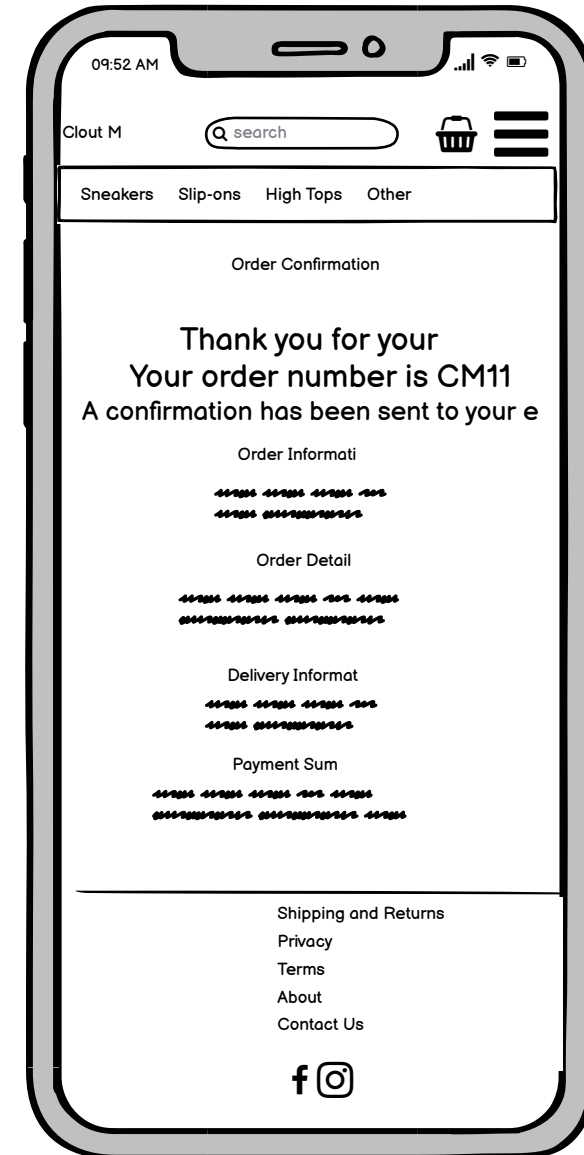 09:52 AM
Clout M
search
Sneakers Slip-ons High Tops Other
Order Confirmation
Thank you for your
Your order number is CM11
A confirmation has been sent to your e
Order Informati
Order Detail
Delivery Informat
Payment Sum
Shipping and Returns
Privacy
Terms
About
Contact Us